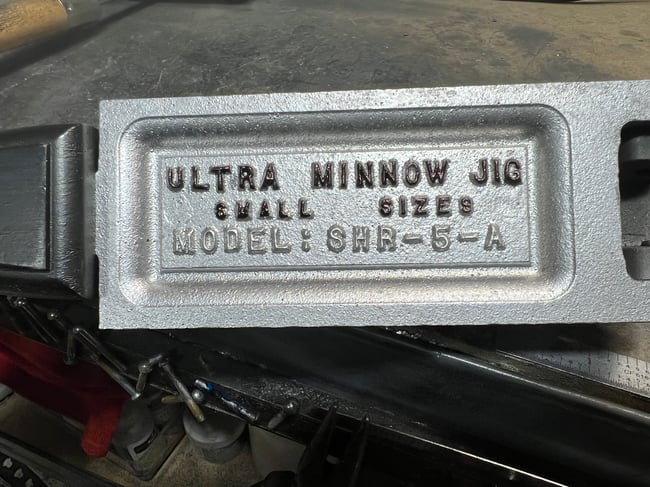 ULTRA MINNOW JIG
SMALL SIZES
MODEL: SHR-5-A